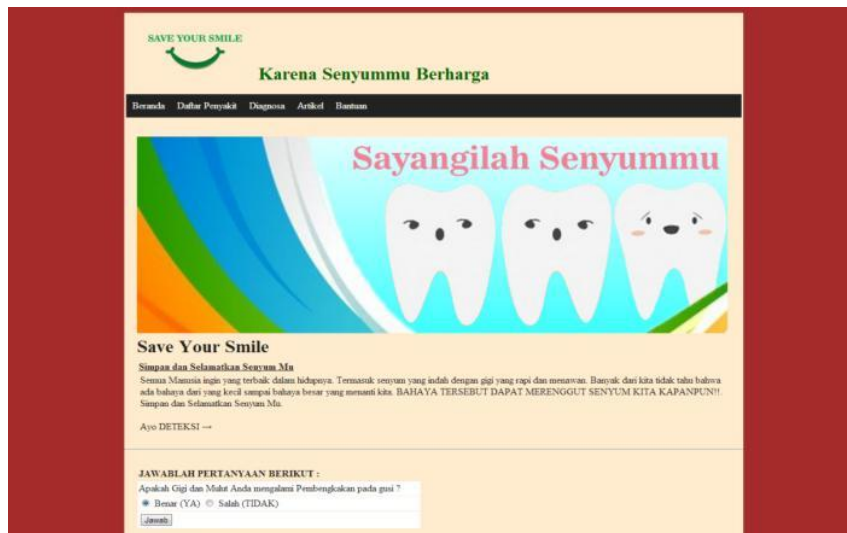 SAVE YOUR SMILE
Karena Senyummu Berharga
Beranda Daftar Penyakit Diagnosa Artikel Bantuan
Sayangilah Senyummu
Save Your Smile
Simpan dan Selamatkan Senyum Mu
Semua Manusia ingin yang terbaik dalam hidupnya. Termasuk senyum yang indah dengan gigi yang rapi dan menawan. Banyak dari kita tidak tahu bahwa
ada bahaya dari yang kecil sampai bahaya besar yang menanti kita. BAHAYA TERSEBUT DAPAT MERENGGUT SENYUM KITA KAPANPUN!!.
Simpan dan Selamatkan Senyum Mu.
Ayo DETEKSI →
JAWABLAH PERTANYAAN BERIKUT :
Apakah Gigi dan Mulut Anda mengalami Pembengkakan pada gusi ?
Benar (YA) Salah (TIDAK)
Jawab